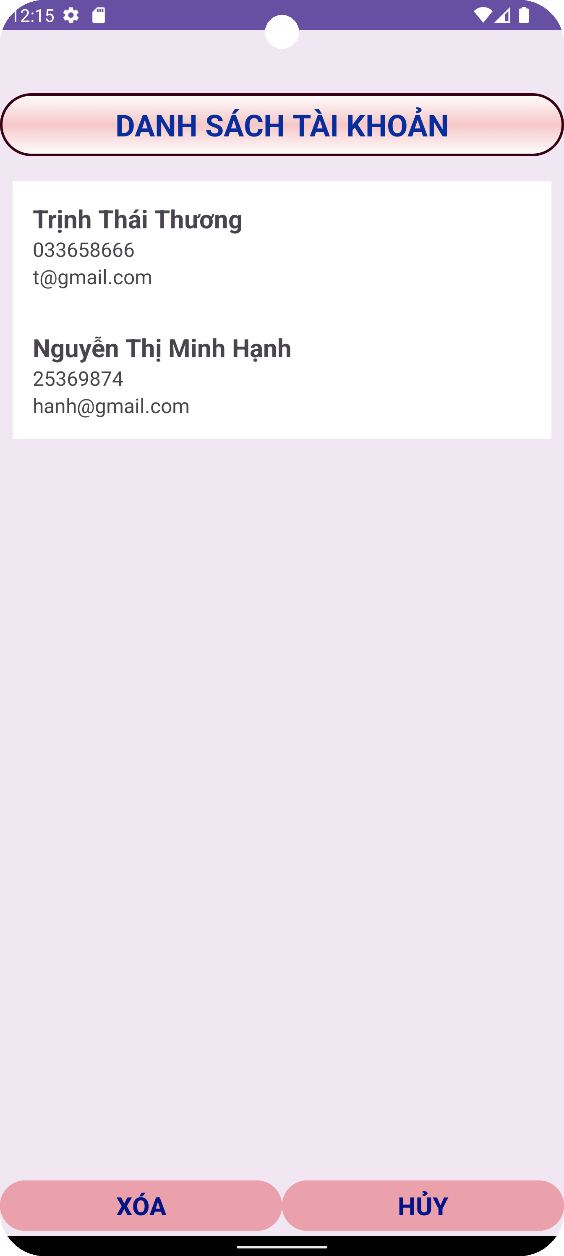 12:15
DANH SÁCH TÀI KHOẢN
Trịnh Thái Thương
033658666
t@gmail.com
Nguyễn Thị Minh Hạnh
25369874
hanh@gmail.com
XÓA
HỦY